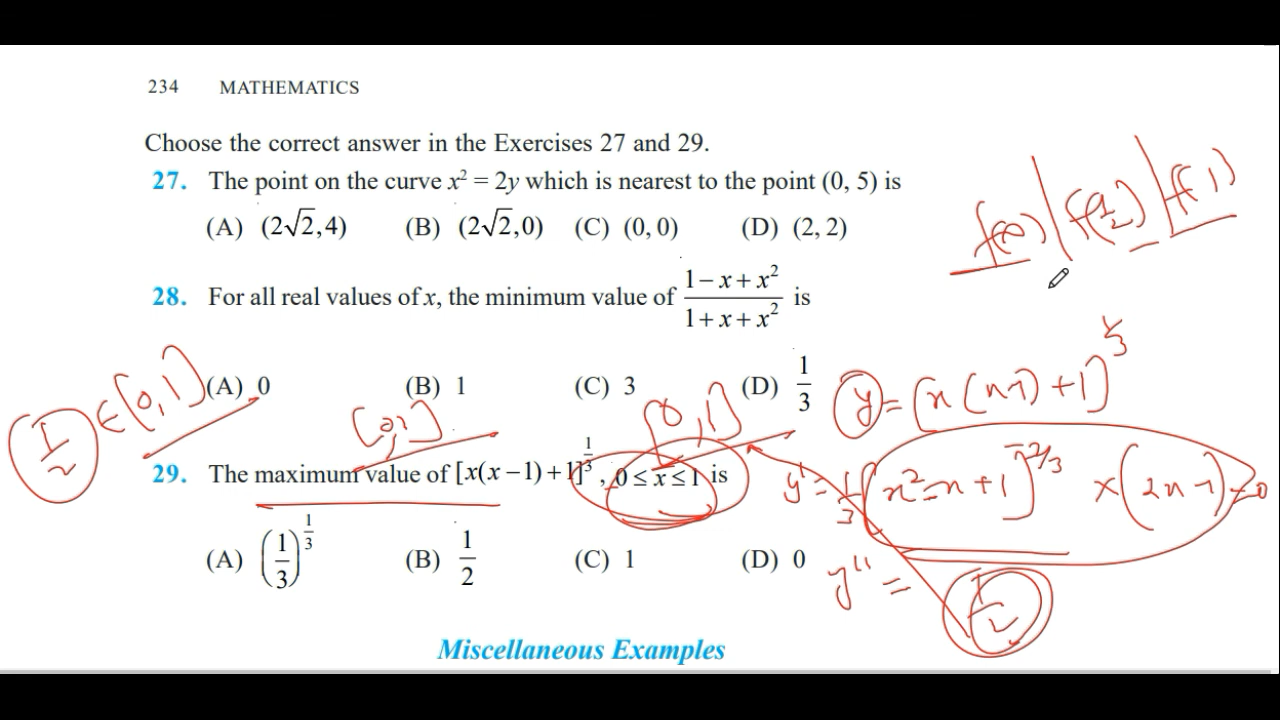 234 MATHEMATICS
Choose the correct answer in the Exercises 27 and 29.
27. The point on the curve x² = 2y which is nearest to the point (0, 5) is
(A) (2√2,4) (B) (2√2,0) (C) (0, 0) (D) (2, 2)
f(0) | f(1/2) | f(1)
28. For all real values of x, the minimum value of (1 − x + x²)/(1 + x + x²) is
(A) 0 (B) 1 (C) 3 (D) 1/3
y = [x(x-1)+1]^1/3
1/2 ∈ [0,1]
[0,1] [0,1]
29. The maximum value of [x(x−1)+1]^1/3, 0 ≤ x ≤ 1 is
y' = 1/3 [x²-x+1]^-2/3 × (2x-1) = 0
(A) (1/3)^1/3 (B) 1/2 (C) 1 (D) 0
y'' =
1/2
Miscellaneous Examples